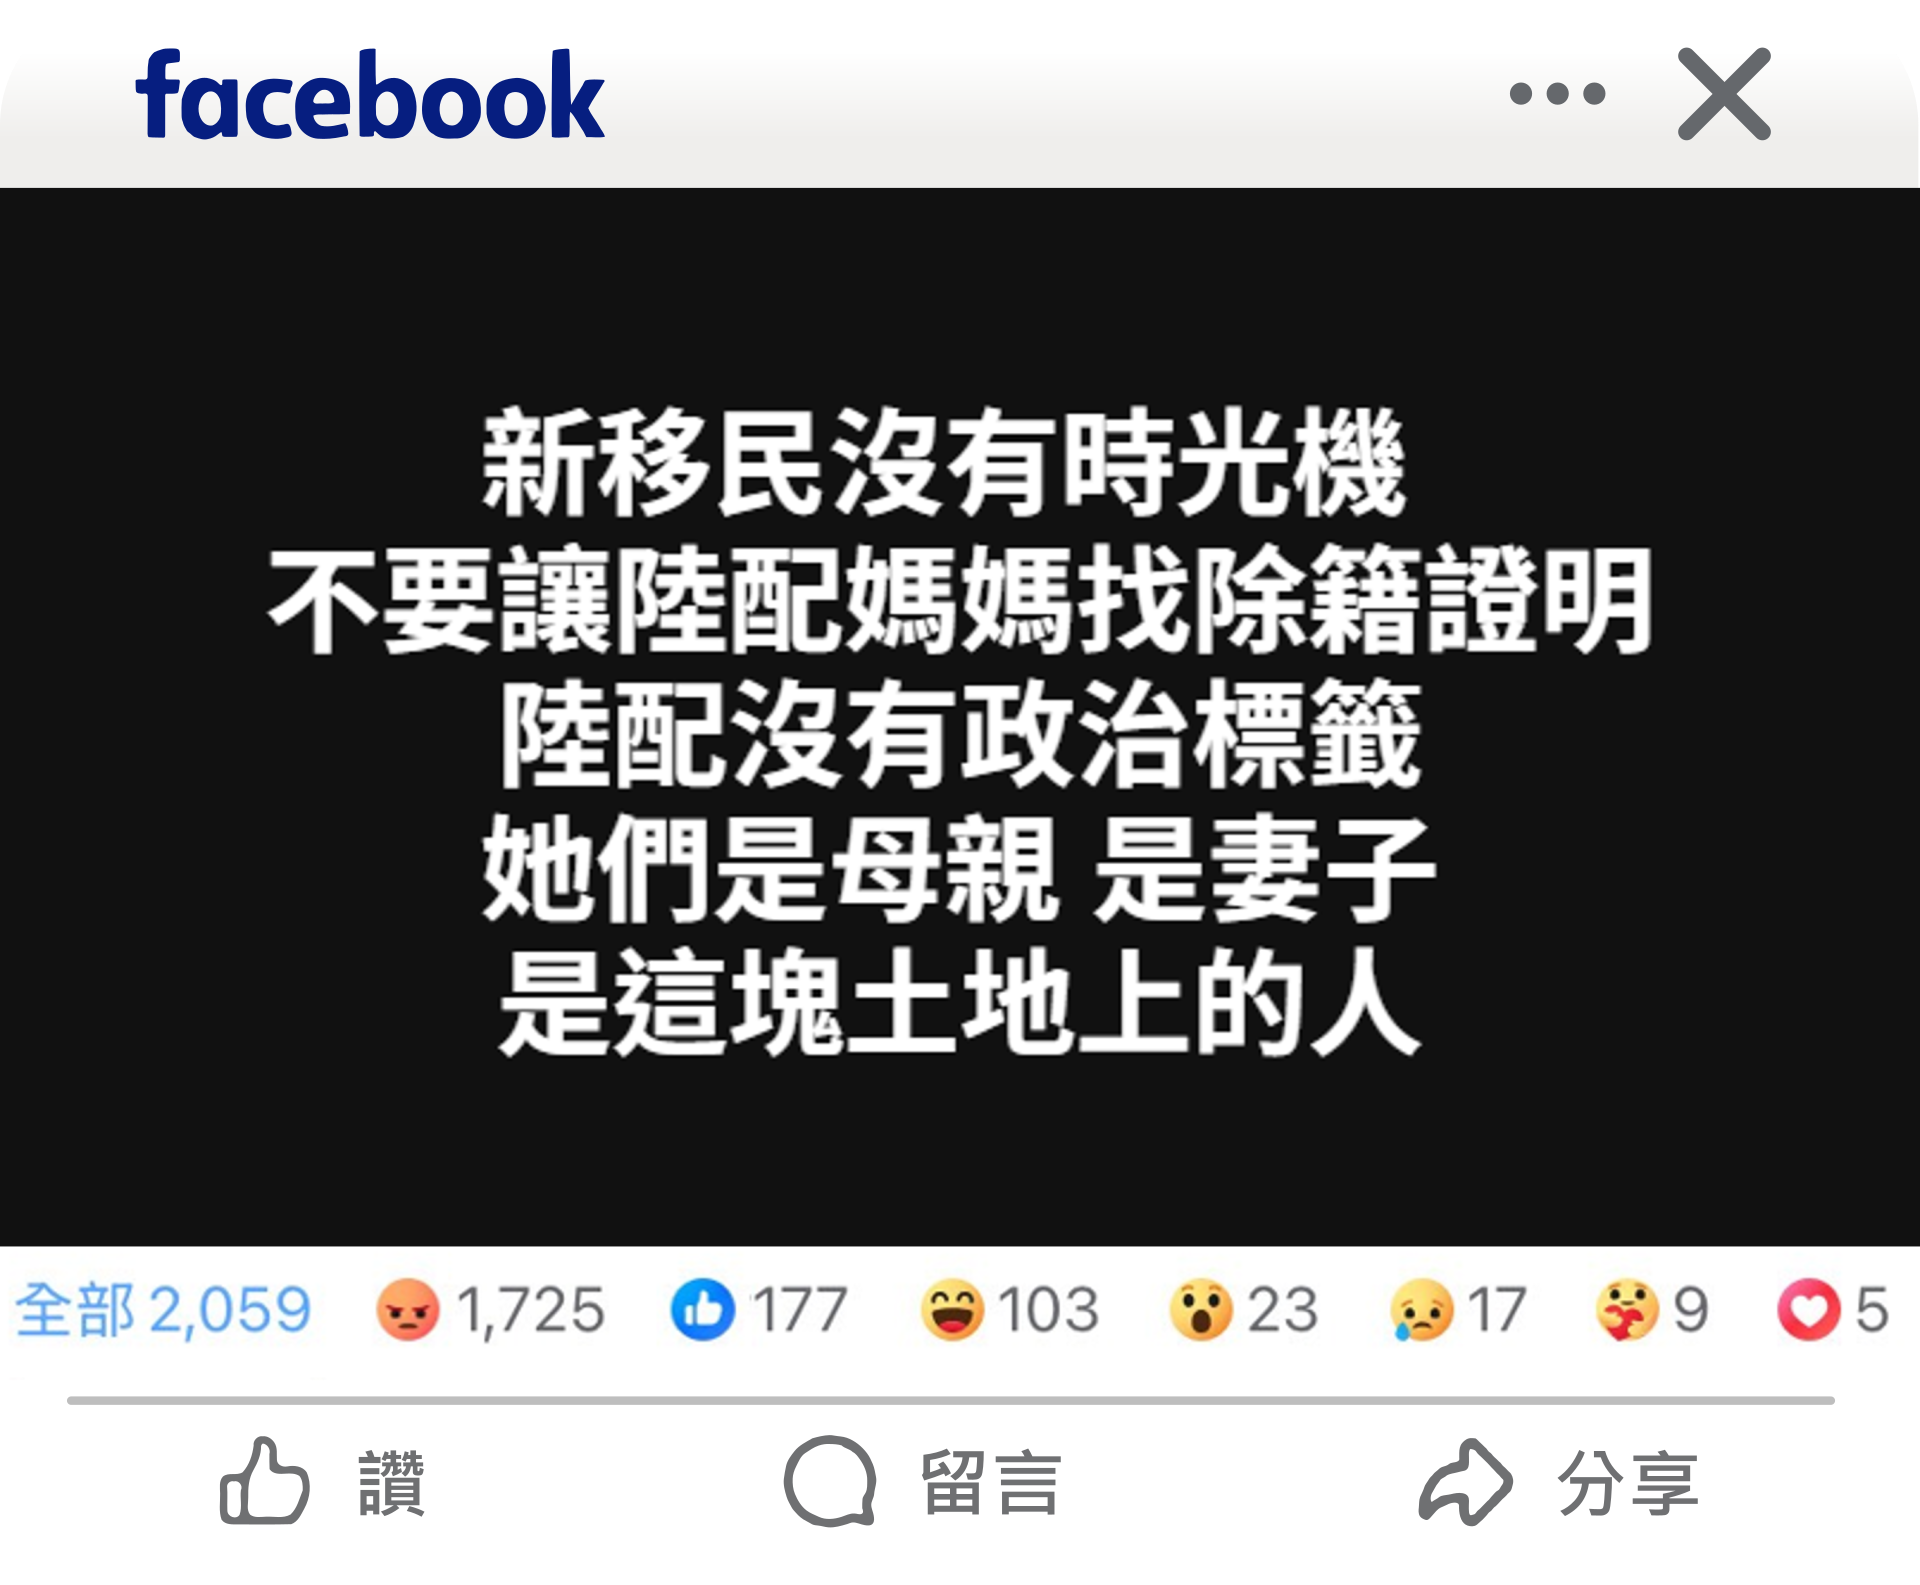 facebook
新移民沒有時光機
不要讓陸配媽媽找除籍證明
陸配沒有政治標籤
她們是母親 是妻子
是這塊土地上的人
全部 2,059 1,725 177 103 23 17 9 5
讚 留言 分享